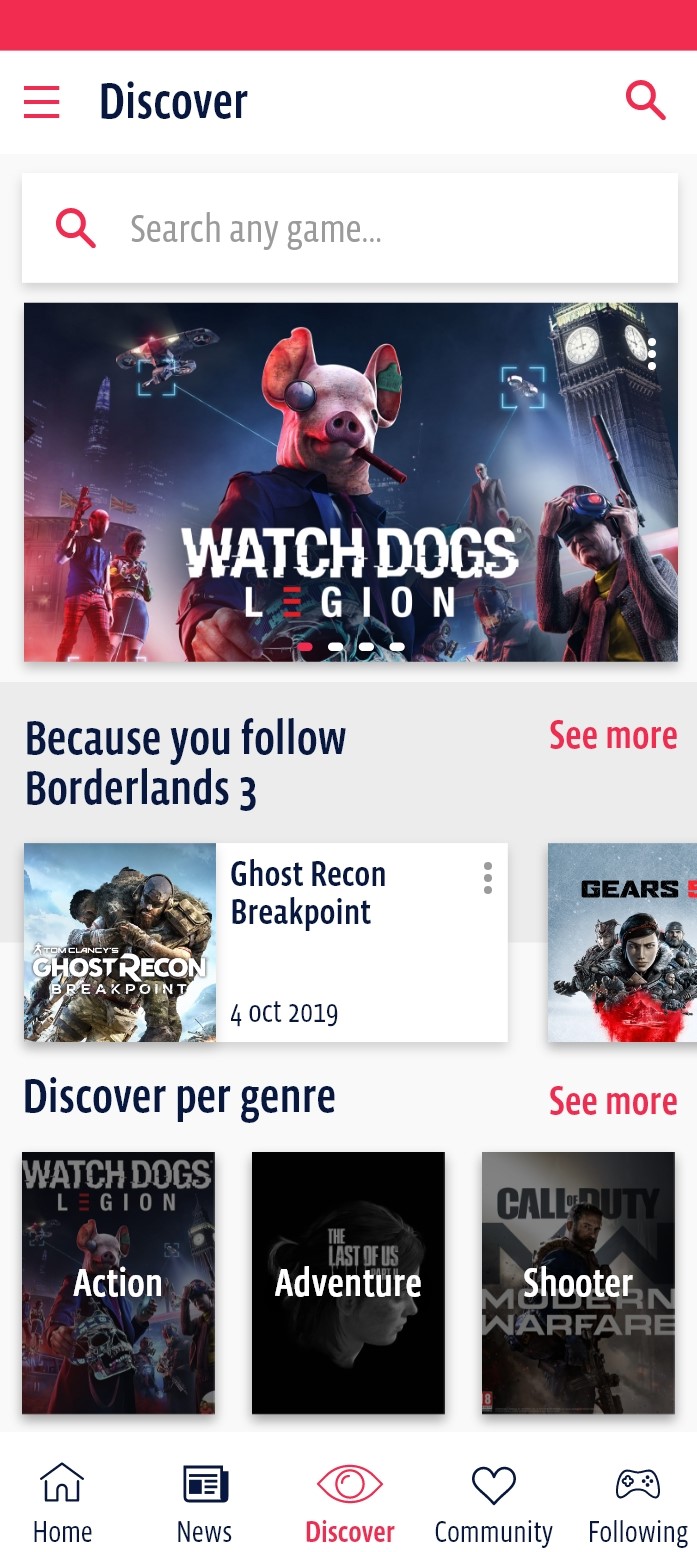 Discover
Search any game...
WATCH DOGS
LEGION
Because you follow
Borderlands 3
See more
TOM CLANCY'S
GHOST RECON
BREAKPOINT
Ghost Recon
Breakpoint
4 oct 2019
GEARS 5
Discover per genre
See more
WATCH DOGS
LEGION
Action
THE
LAST OF US
PART II
Adventure
CALL OF DUTY
Shooter
MODERN
WARFARE
18
Home
News
Discover
Community
Following